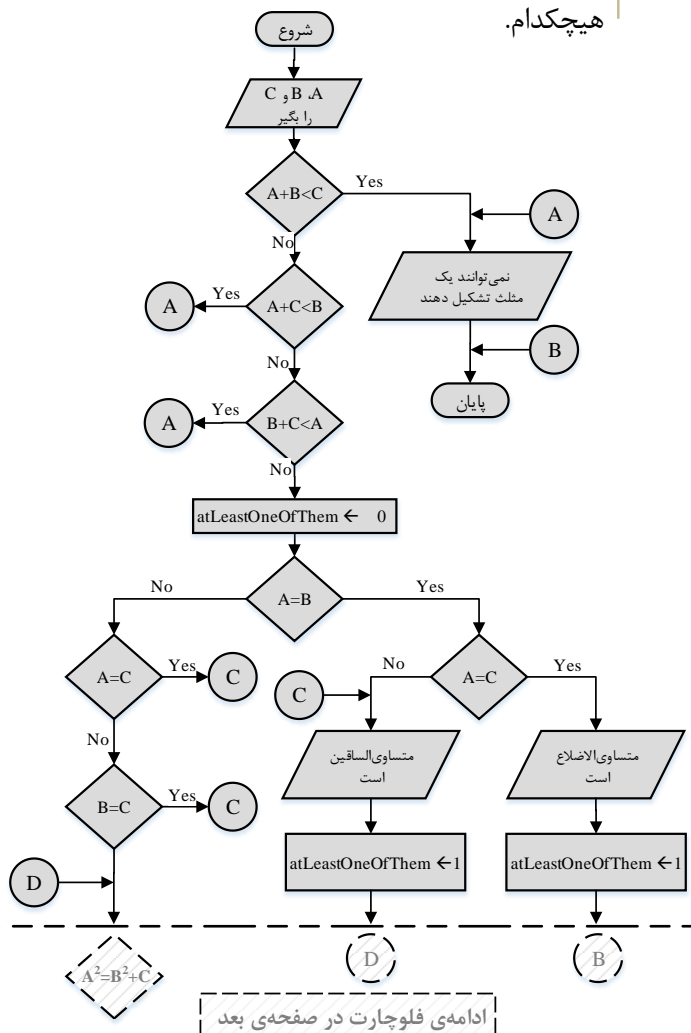 هیچکدام.
شروع
A، B و C
را بگیر
A+B<C
Yes
No
A
نمی‌توانند یک
مثلث تشکیل دهند
A+C<B
Yes
A
No
B
پایان
B+C<A
Yes
A
No
atLeastOneOfThem ← 0
A=B
No
Yes
A=C
Yes
C
No
A=C
No
Yes
C
متساوی‌الساقین
است
متساوی‌الاضلاع
است
B=C
Yes
C
atLeastOneOfThem ←1
atLeastOneOfThem ←1
D
A²=B²+C
D
B
ادامه‌ی فلوچارت در صفحه‌ی بعد